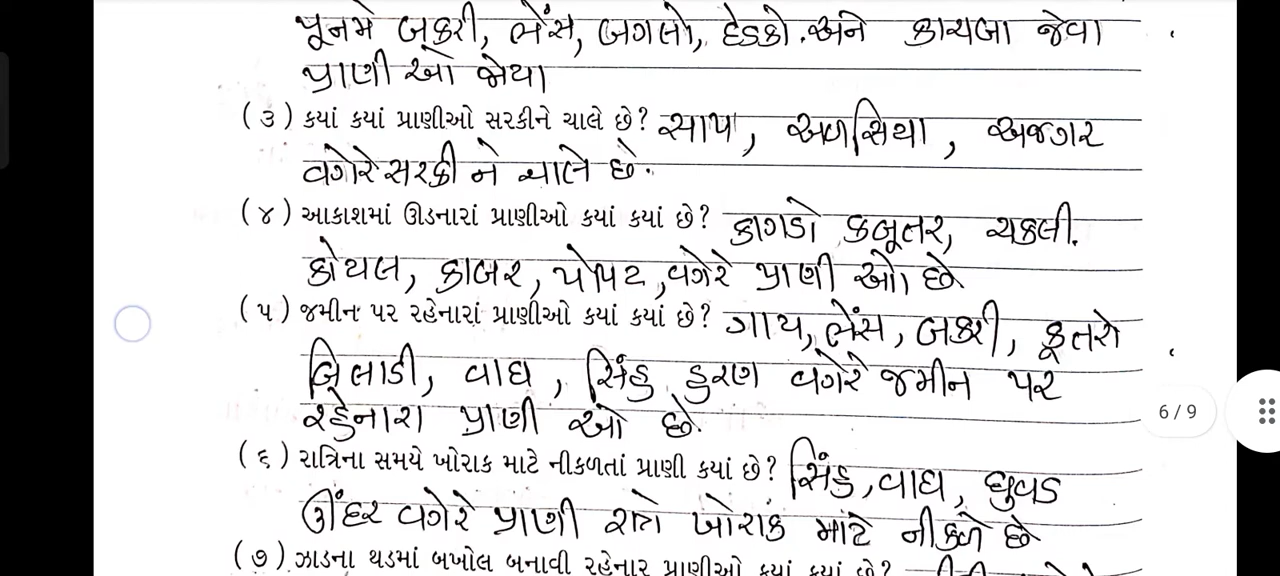 પૂનમે બકરી, ભેંસ, બગલો, દેડકો.અને કાચબા જેવા
પ્રાણી ઓ જોયા
(૩) કયાં કયાં પ્રાણીઓ સરકીને ચાલે છે? સાપ, અળસિયા, અજગર
વગેરે સરકી ને ચાલે છે.
(૪) આકાશમાં ઊડનારાં પ્રાણીઓ કયાં કયાં છે? કાગડો કબૂતર, ચકલી.
કોયલ, કાબર, પોપટ, વગેરે પ્રાણી ઓ છે
(૫) જમીન પર રહેનારાં પ્રાણીઓ કયાં કયાં છે? ગાય, ભેંસ, બકરી, કૂતરો
બિલાડી, વાઘ, સિંહ હરણ વગેરે જમીન પર
રહેનારા પ્રાણી ઓ છે.
(૬) રાત્રિના સમયે ખોરાક માટે નીકળતાં પ્રાણી કયાં છે? સિંહ, વાઘ, ઘુવડ
ઊંદર વગેરે પ્રાણી રાત્રે ખોરાક માટે નીકળે છે
(૭) ઝાડના થડમાં બખોલ બનાવી રહેનાર પ્રાણીઓ કયાં કયાં છે?
6 / 9